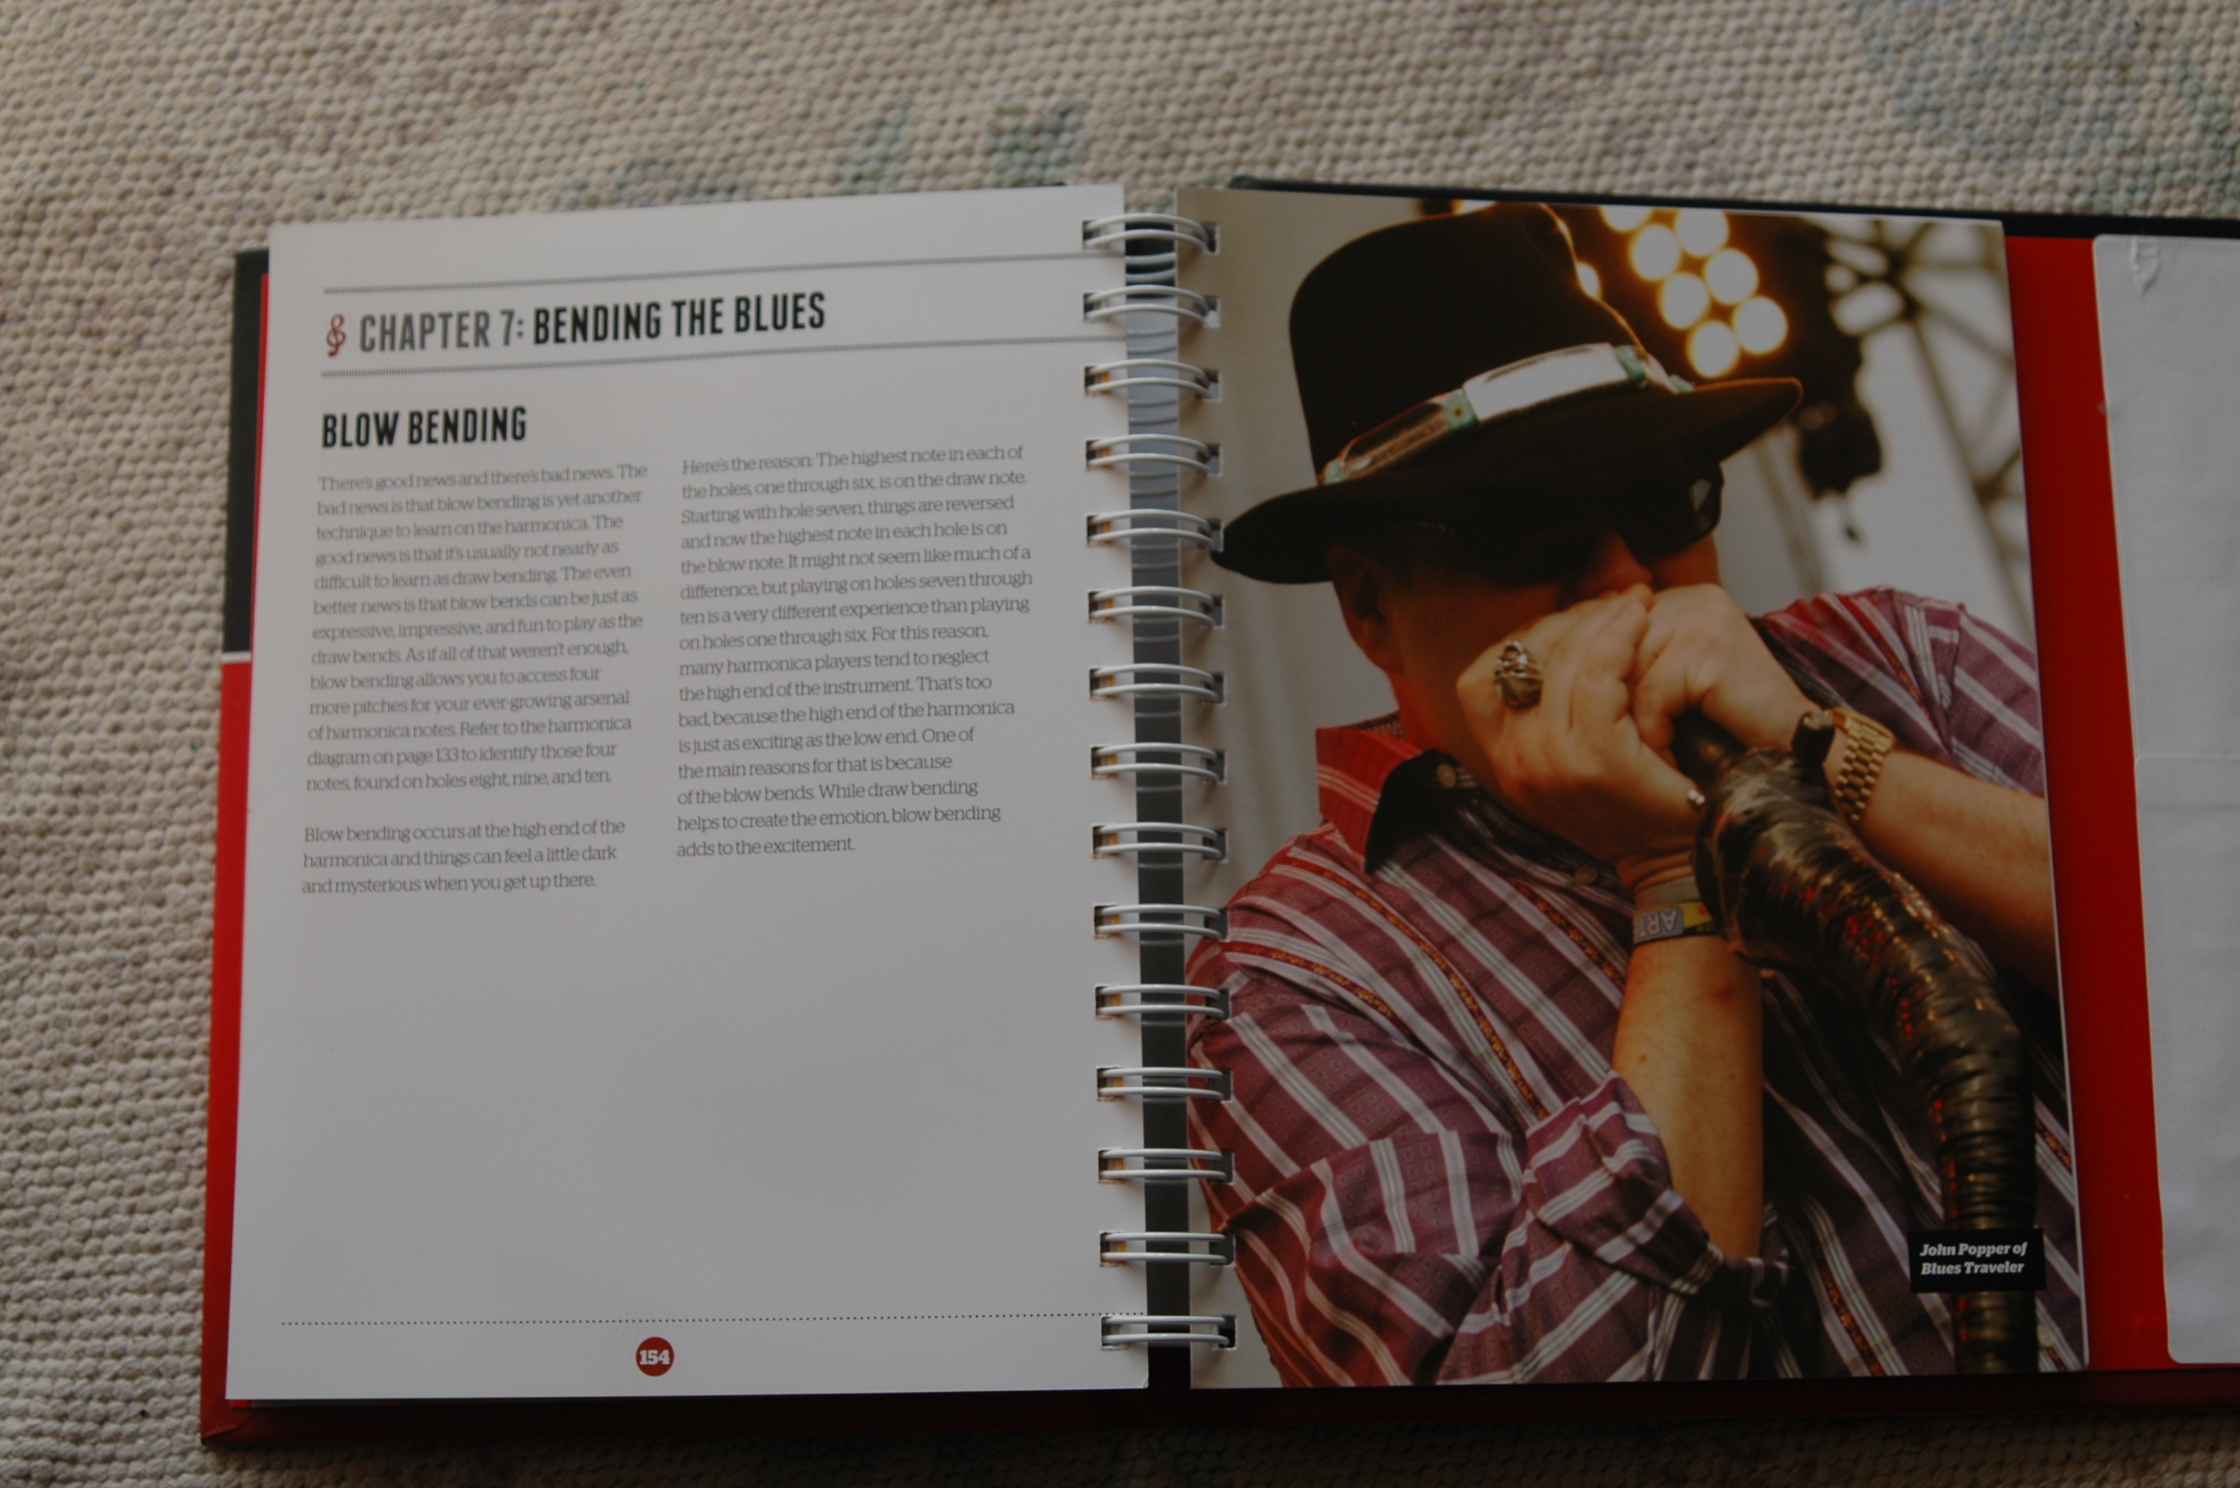 CHAPTER 7: BENDING THE BLUES
BLOW BENDING
There's good news and there's bad news. The
bad news is that blow bending is yet another
technique to learn on the harmonica. The
good news is that it's usually not nearly as
difficult to learn as draw bending. The even
better news is that blow bends can be just as
expressive, impressive, and fun to play as the
draw bends. As if all of that weren't enough,
blow bending allows you to access four
more pitches for your ever growing arsenal
of harmonica notes. Refer to the harmonica
diagram on page 133 to identify those four
notes, found on holes eight, nine, and ten.
Blow bending occurs at the high end of the
harmonica and things can feel a little dark
and mysterious when you get up there.
Here's the reason: The highest note in each of
the holes, one through six, is on the draw note.
Starting with hole seven, things are reversed
and now the highest note in each hole is on
the blow note. It might not seem like much of a
difference, but playing on holes seven through
ten is a very different experience than playing
on holes one through six. For this reason,
many harmonica players tend to neglect
the high end of the instrument. That's too
bad, because the high end of the harmonica
is just as exciting as the low end. One of
the main reasons for that is because
of the blow bends. While draw bending
helps to create the emotion, blow bending
adds to the excitement.
154
ART
John Popper of
Blues Traveler